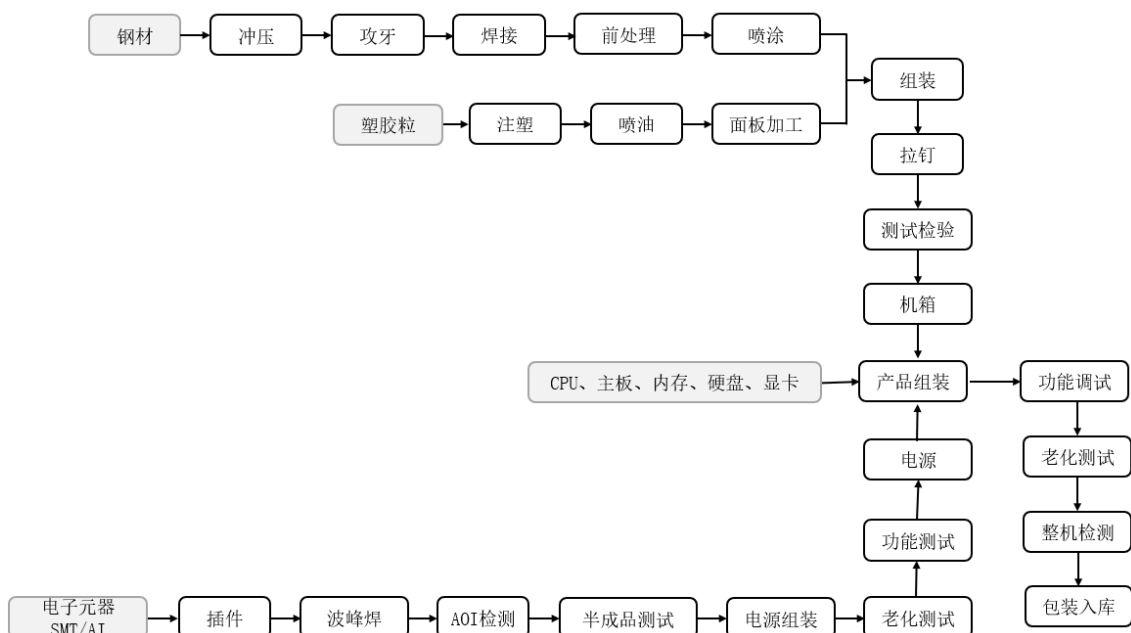 钢材
冲压
攻牙
焊接
前处理
喷涂
组装
塑胶粒
注塑
喷油
面板加工
拉钉
测试检验
机箱
CPU、主板、内存、硬盘、显卡
产品组装
功能调试
电源
老化测试
功能测试
整机检测
电子元器
SMT/AI
插件
波峰焊
AOI检测
半成品测试
电源组装
老化测试
包装入库